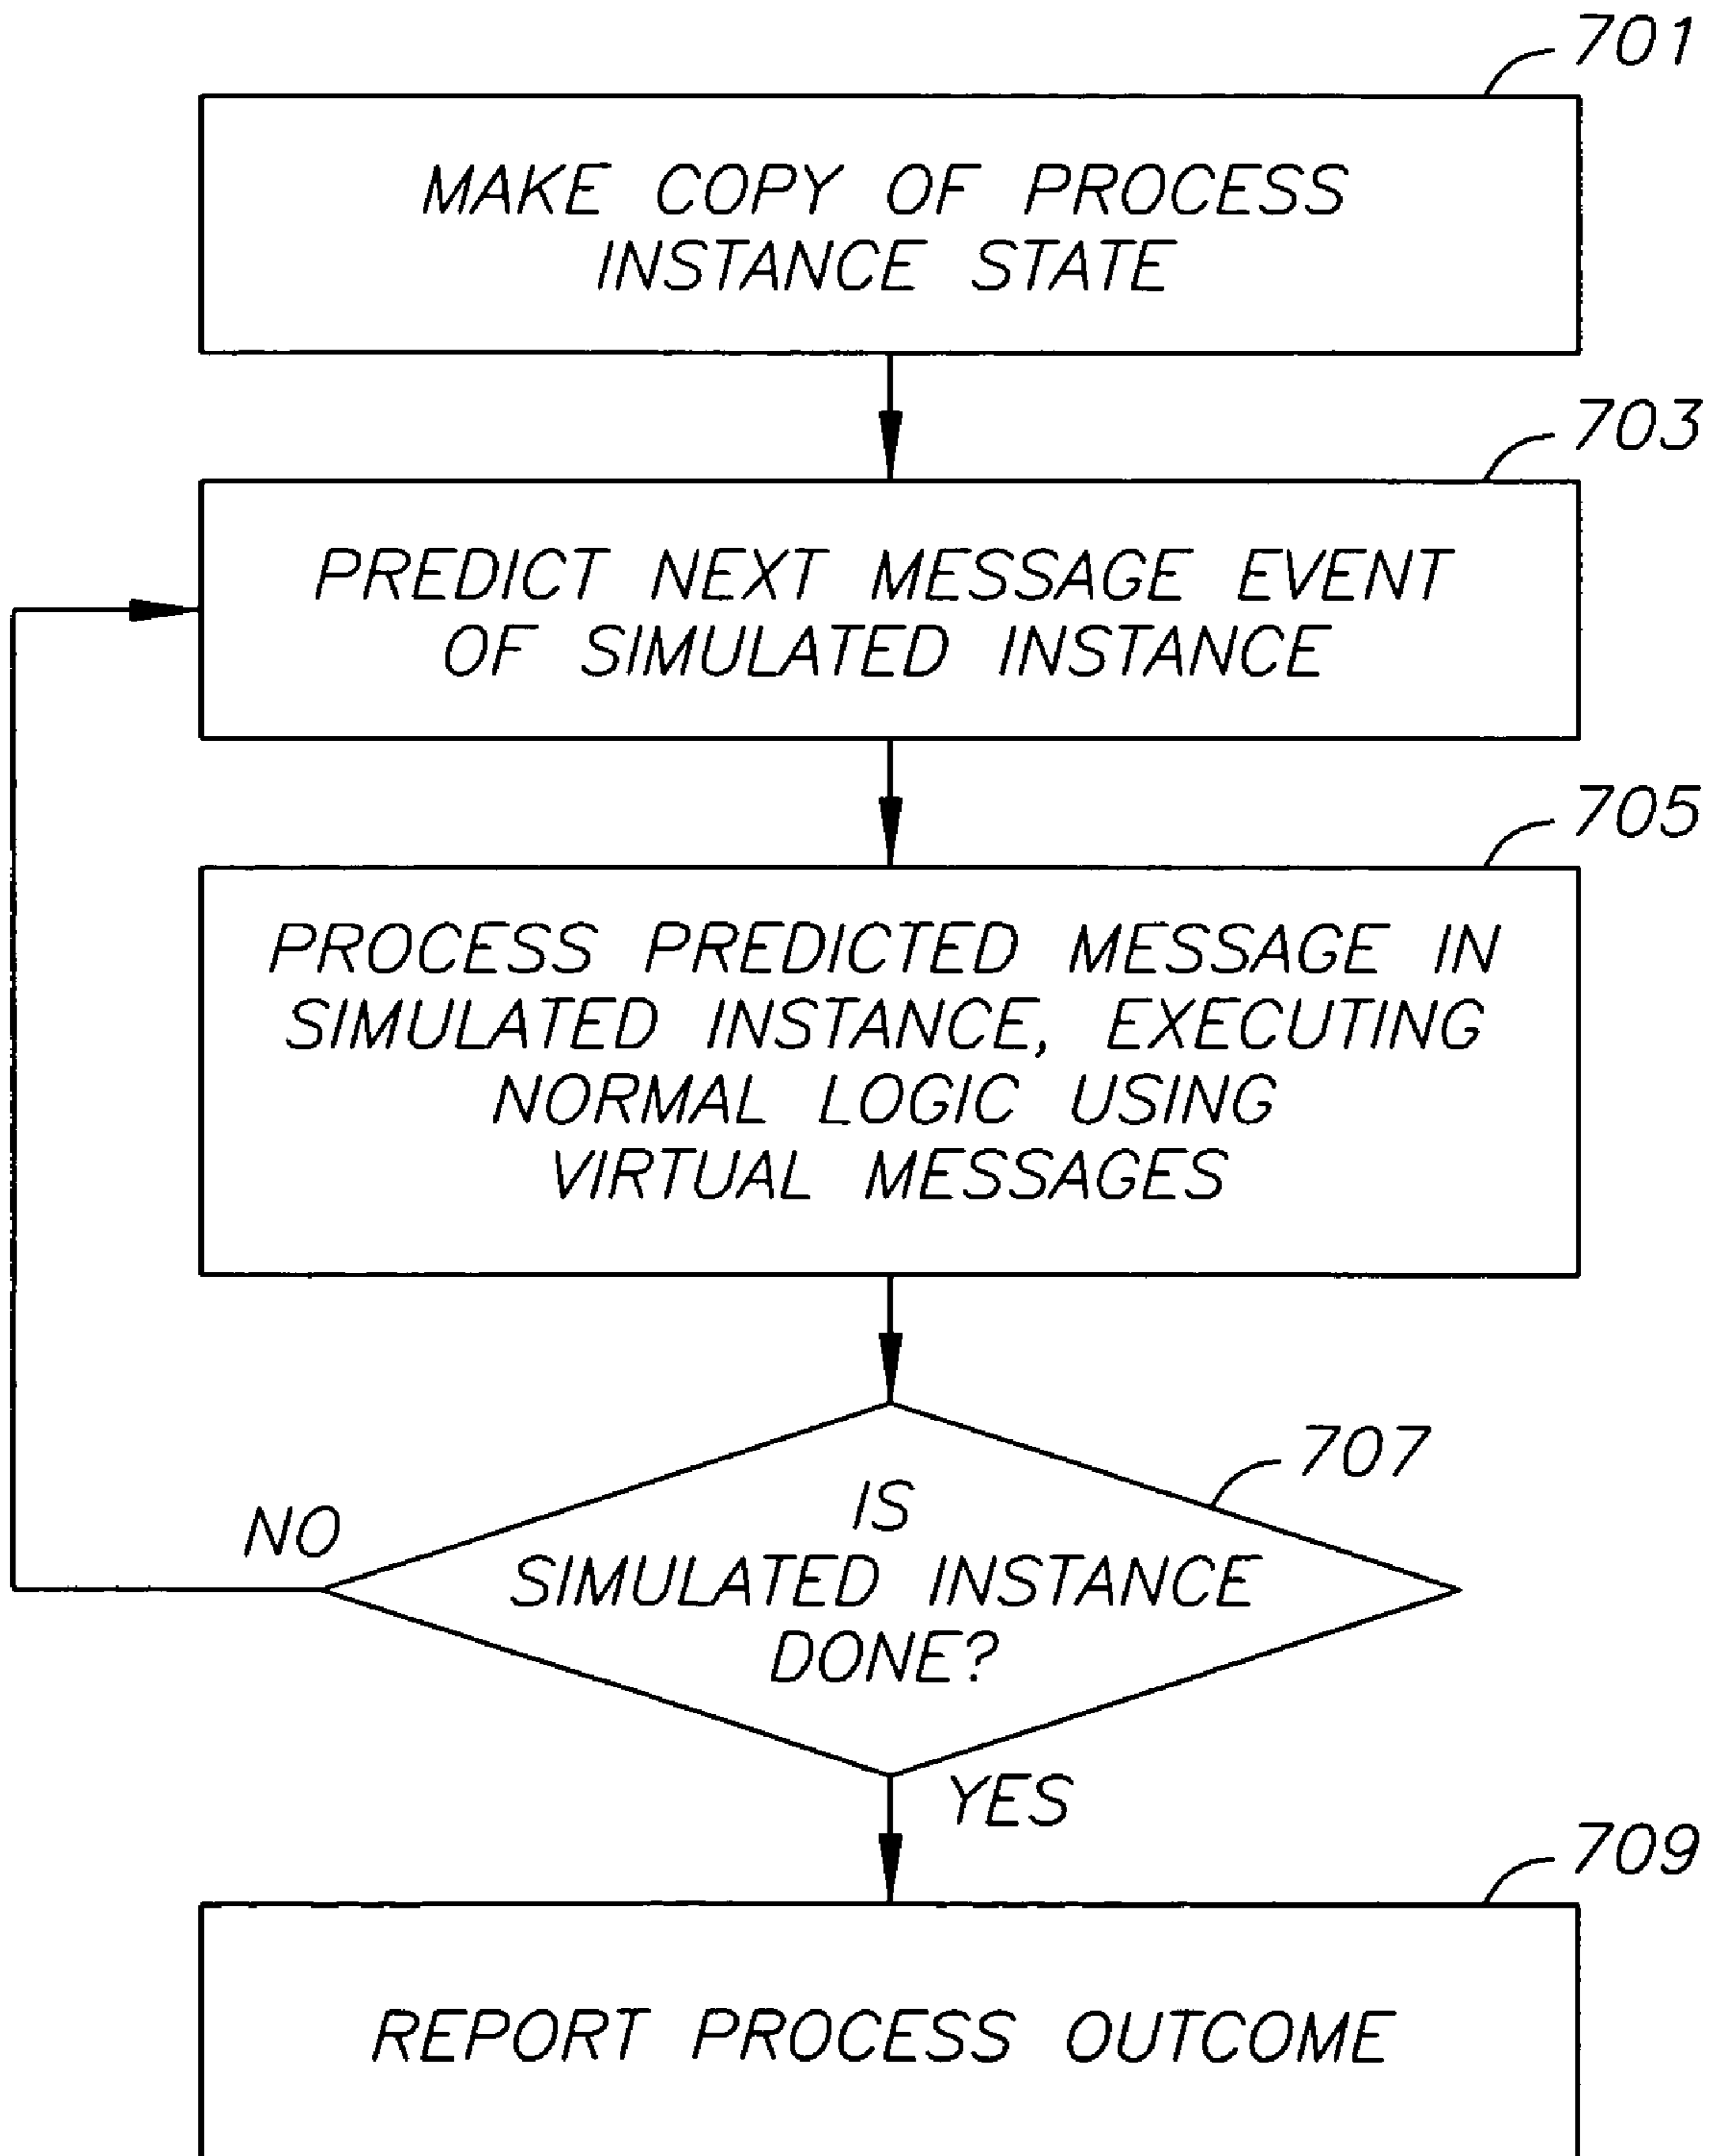 701
MAKE COPY OF PROCESS
INSTANCE STATE
703
PREDICT NEXT MESSAGE EVENT
OF SIMULATED INSTANCE
705
PROCESS PREDICTED MESSAGE IN
SIMULATED INSTANCE, EXECUTING
NORMAL LOGIC USING
VIRTUAL MESSAGES
707
IS
SIMULATED INSTANCE
DONE?
NO
YES
709
REPORT PROCESS OUTCOME